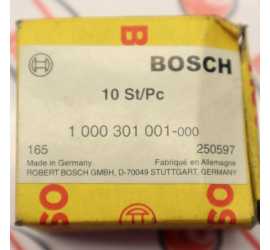 BOSCH
10 St/Pc
1 000 301 001-000
165 250597
Made in Germany Fabriqué en Allemagne
ROBERT BOSCH GMBH, D-70049 STUTTGART, GERMANY